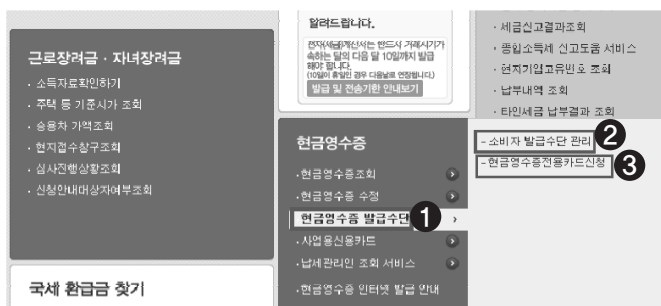 근로장려금 · 자녀장려금
· 소득자료확인하기
· 주택 등 기준시가 조회
· 승용차 가액조회
· 현지접수창구조회
· 심사진행상황조회
· 신청안내대상자여부조회
국세 환급금 찾기
알려드립니다.
전자(세금)계산서는 반드시 거래시기가
속하는 달의 다음 달 10일까지 발급
해야 합니다.
(10일이 휴일인 경우 다음날로 연장됩니다.)
발급 및 전송기한 안내보기
현금영수증
· 현금영수증조회
· 현금영수증 수정
· 현금영수증 발급수단 1
· 사업용신용카드
· 납세관리인 조회 서비스
· 현금영수증 인터넷 발급 안내
· 세금신고결과조회
· 종합소득세 신고도움 서비스
· 현지기업고유번호 조회
· 납부내역 조회
· 타인세금 납부결과 조회
- 소비자 발급수단 관리 2
- 현금영수증전용카드신청 3